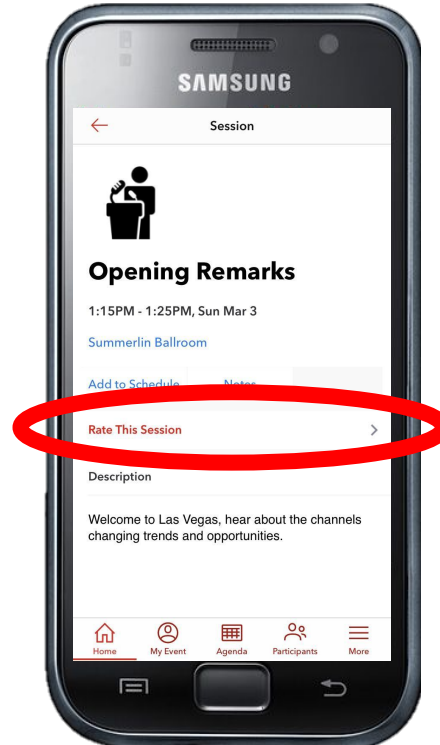 SAMSUNG
Session
Opening Remarks
1:15PM - 1:25PM, Sun Mar 3
Summerlin Ballroom
Add to Schedule Notes
Rate This Session
Description
Welcome to Las Vegas, hear about the channels
changing trends and opportunities.
Home My Event Agenda Participants More